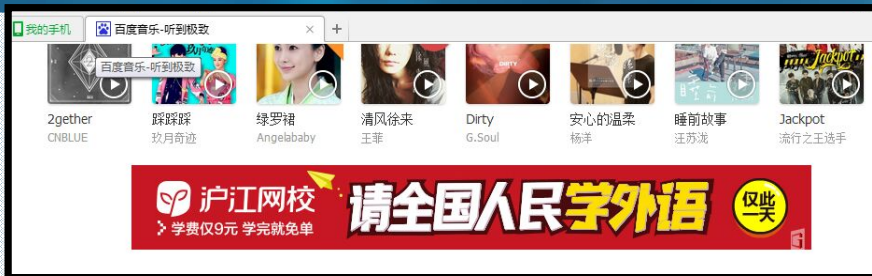 我的手机
百度音乐-听到极致
百度音乐-听到极致
2gether
踩踩踩
绿罗裙
清风徐来
Dirty
安心的温柔
睡前故事
Jackpot
CNBLUE
玖月奇迹
Angelababy
王菲
G.Soul
杨洋
汪苏泷
流行之王选手
沪江网校
学费仅9元 学完就免单
请全国人民学外语
仅此
一天